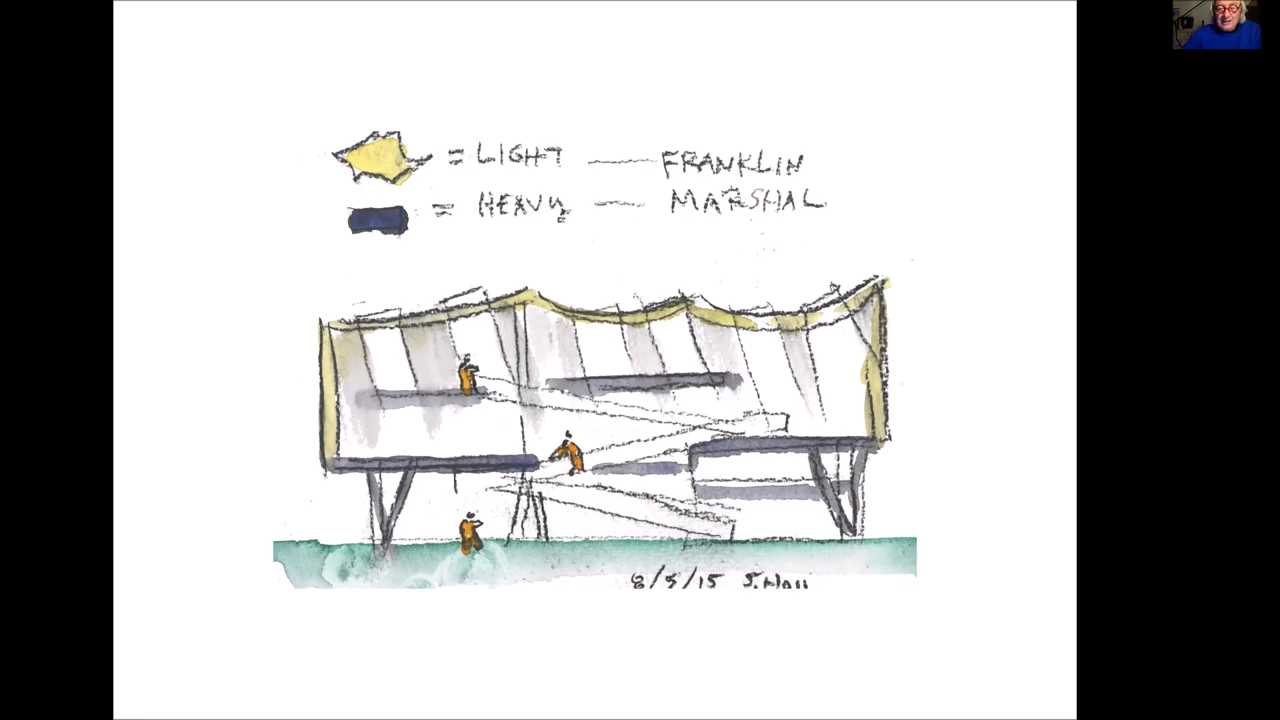 = LIGHT — FRANKLIN
= HEAVY — MARSHAL
8/5/15 S. Holl